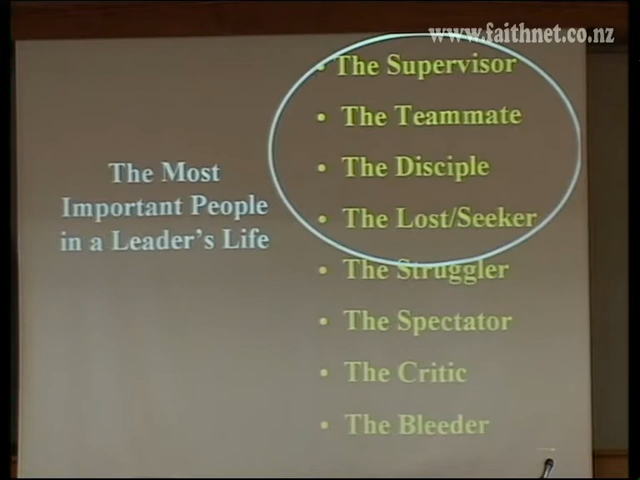 www.faithnet.co.nz
The Most
Important People
in a Leader's Life
• The Supervisor
• The Teammate
• The Disciple
• The Lost/Seeker
• The Struggler
• The Spectator
• The Critic
• The Bleeder